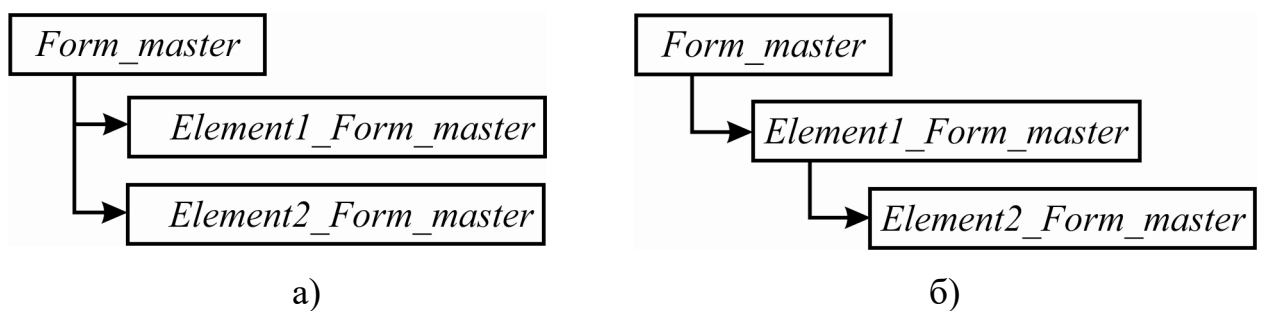 Form_master
Element1_Form_master
Element2_Form_master
а)
Form_master
Element1_Form_master
Element2_Form_master
б)